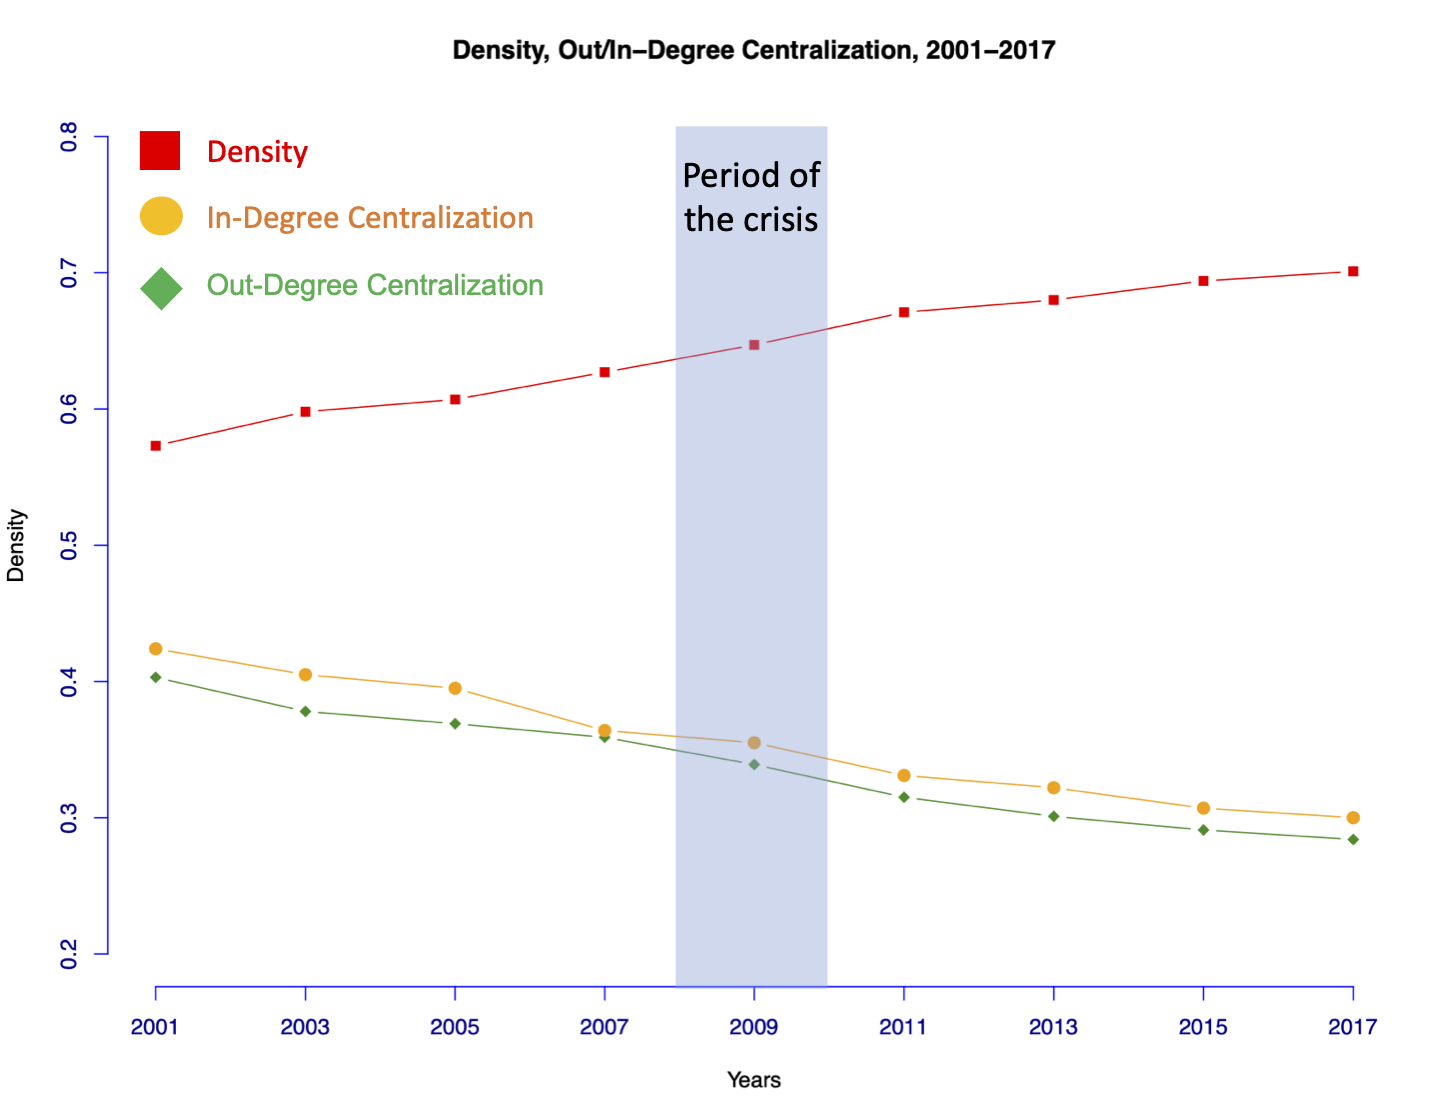 Density, Out/In−Degree Centralization, 2001−2017
Density
In-Degree Centralization
Out-Degree Centralization
Period of
the crisis
0.8
0.7
0.6
0.5
0.4
0.3
0.2
Density
2001 2003 2005 2007 2009 2011 2013 2015 2017
Years